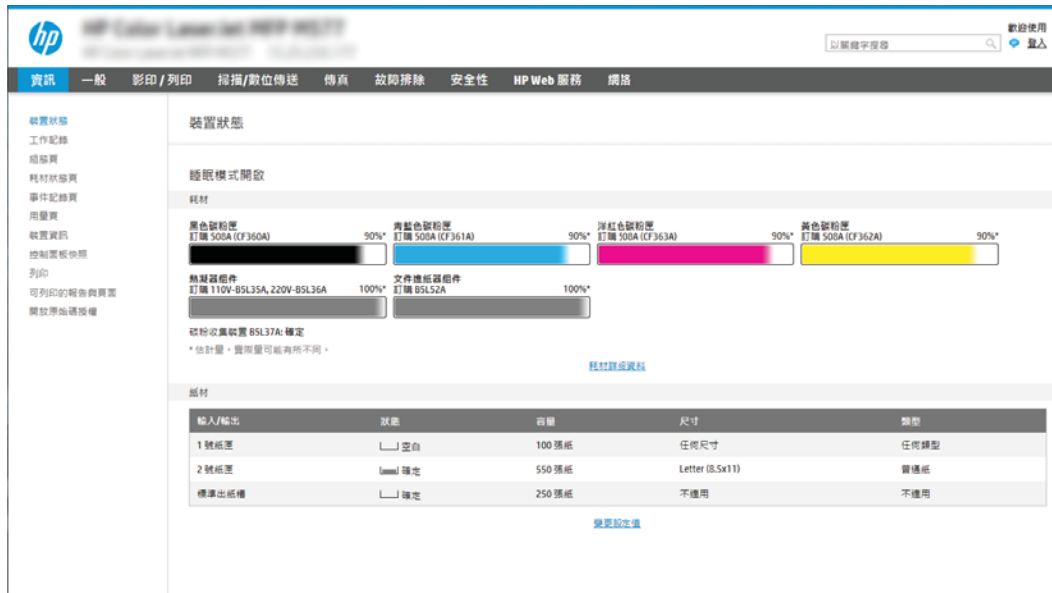 hp
歡迎使用
以關鍵字搜尋
登入
資訊 一般 影印 / 列印 掃描/數位傳送 傳真 故障排除 安全性 HP Web 服務 網路
裝置狀態
工作記錄
組態頁
耗材狀態頁
事件記錄頁
用量頁
裝置資訊
控制面板快照
列印
可列印的報告與頁面
開放原始碼授權
裝置狀態
睡眠模式開啟
耗材
黑色碳粉匣
訂購 508A (CF360A) 90%*
青藍色碳粉匣
訂購 508A (CF361A) 90%*
洋紅色碳粉匣
訂購 508A (CF363A) 90%*
黃色碳粉匣
訂購 508A (CF362A) 90%*
熱凝器組件
訂購 110V-B5L35A, 220V-B5L36A 100%*
文件進紙器組件
訂購 B5L52A 100%*
碳粉收集裝置 B5L37A: 確定
* 估計量。實際量可能有所不同。
耗材詳細資料
紙材
輸入/輸出 狀態 容量 尺寸 類型
1 號紙匣 空白 100 張紙 任何尺寸 任何類型
2 號紙匣 確定 550 張紙 Letter (8.5x11) 普通紙
標準出紙槽 確定 250 張紙 不適用 不適用
變更設定值